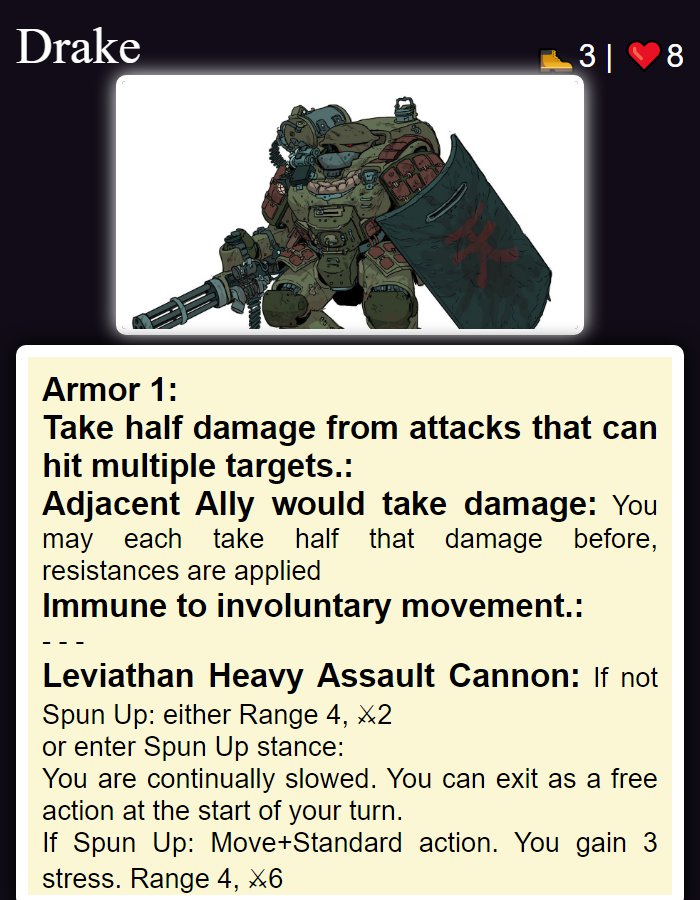 Drake
3 | 8
Armor 1:
Take half damage from attacks that can
hit multiple targets.:
Adjacent Ally would take damage: You
may each take half that damage before,
resistances are applied
Immune to involuntary movement.:
- - -
Leviathan Heavy Assault Cannon: If not
Spun Up: either Range 4, ⚔2
or enter Spun Up stance:
You are continually slowed. You can exit as a free
action at the start of your turn.
If Spun Up: Move+Standard action. You gain 3
stress. Range 4, ⚔6